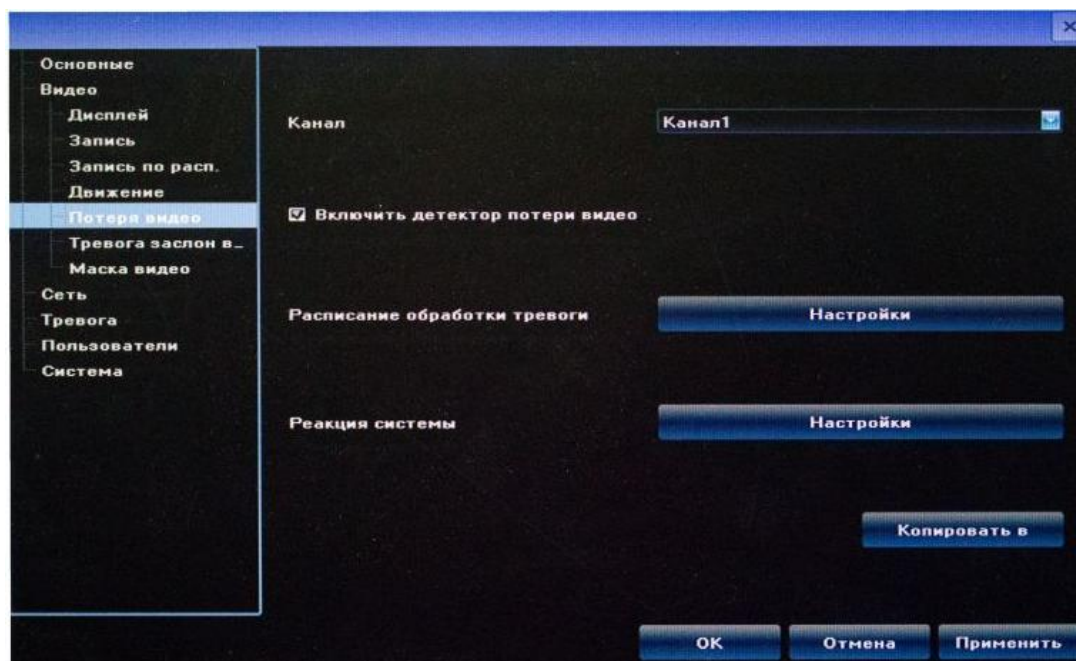 Основные
Видео
Дисплей
Запись
Запись по расп.
Движение
Потеря видео
Тревога заслон в…
Маска видео
Сеть
Тревога
Пользователи
Система
Канал
Канал1
Включить детектор потери видео
Расписание обработки тревоги
Настройки
Реакция системы
Настройки
Копировать в
ОК
Отмена
Применить